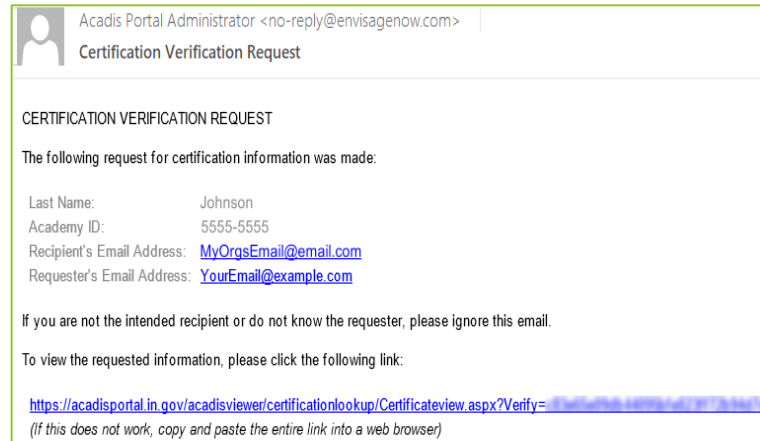 Acadis Portal Administrator <no-reply@envisagenow.com>
Certification Verification Request
CERTIFICATION VERIFICATION REQUEST
The following request for certification information was made:
Last Name: Johnson
Academy ID: 5555-5555
Recipient's Email Address: MyOrgsEmail@email.com
Requester's Email Address: YourEmail@example.com
If you are not the intended recipient or do not know the requester, please ignore this email.
To view the requested information, please click the following link:
https://acadisportal.in.gov/acadisviewer/certificationlookup/Certificateview.aspx?Verify=
(If this does not work, copy and paste the entire link into a web browser)